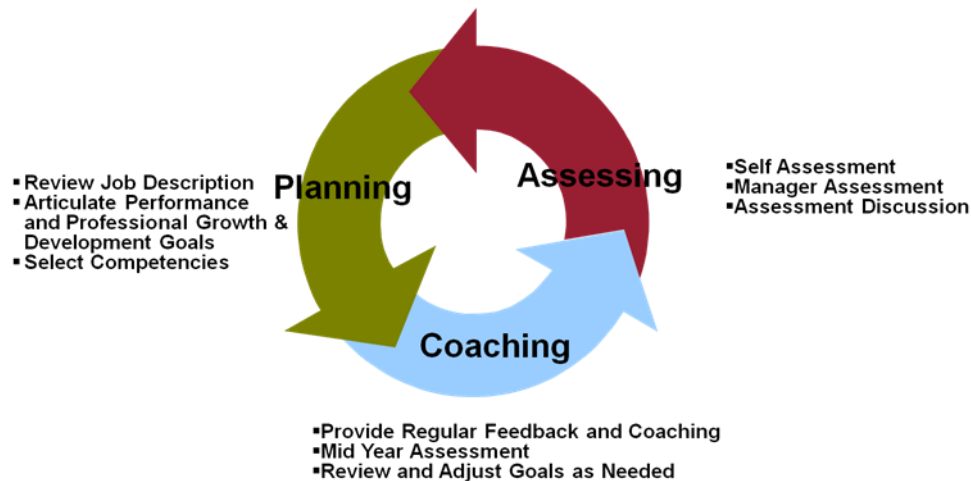 Planning
▪Review Job Description
▪Articulate Performance
and Professional Growth &
Development Goals
▪Select Competencies
Assessing
▪Self Assessment
▪Manager Assessment
▪Assessment Discussion
Coaching
▪Provide Regular Feedback and Coaching
▪Mid Year Assessment
▪Review and Adjust Goals as Needed